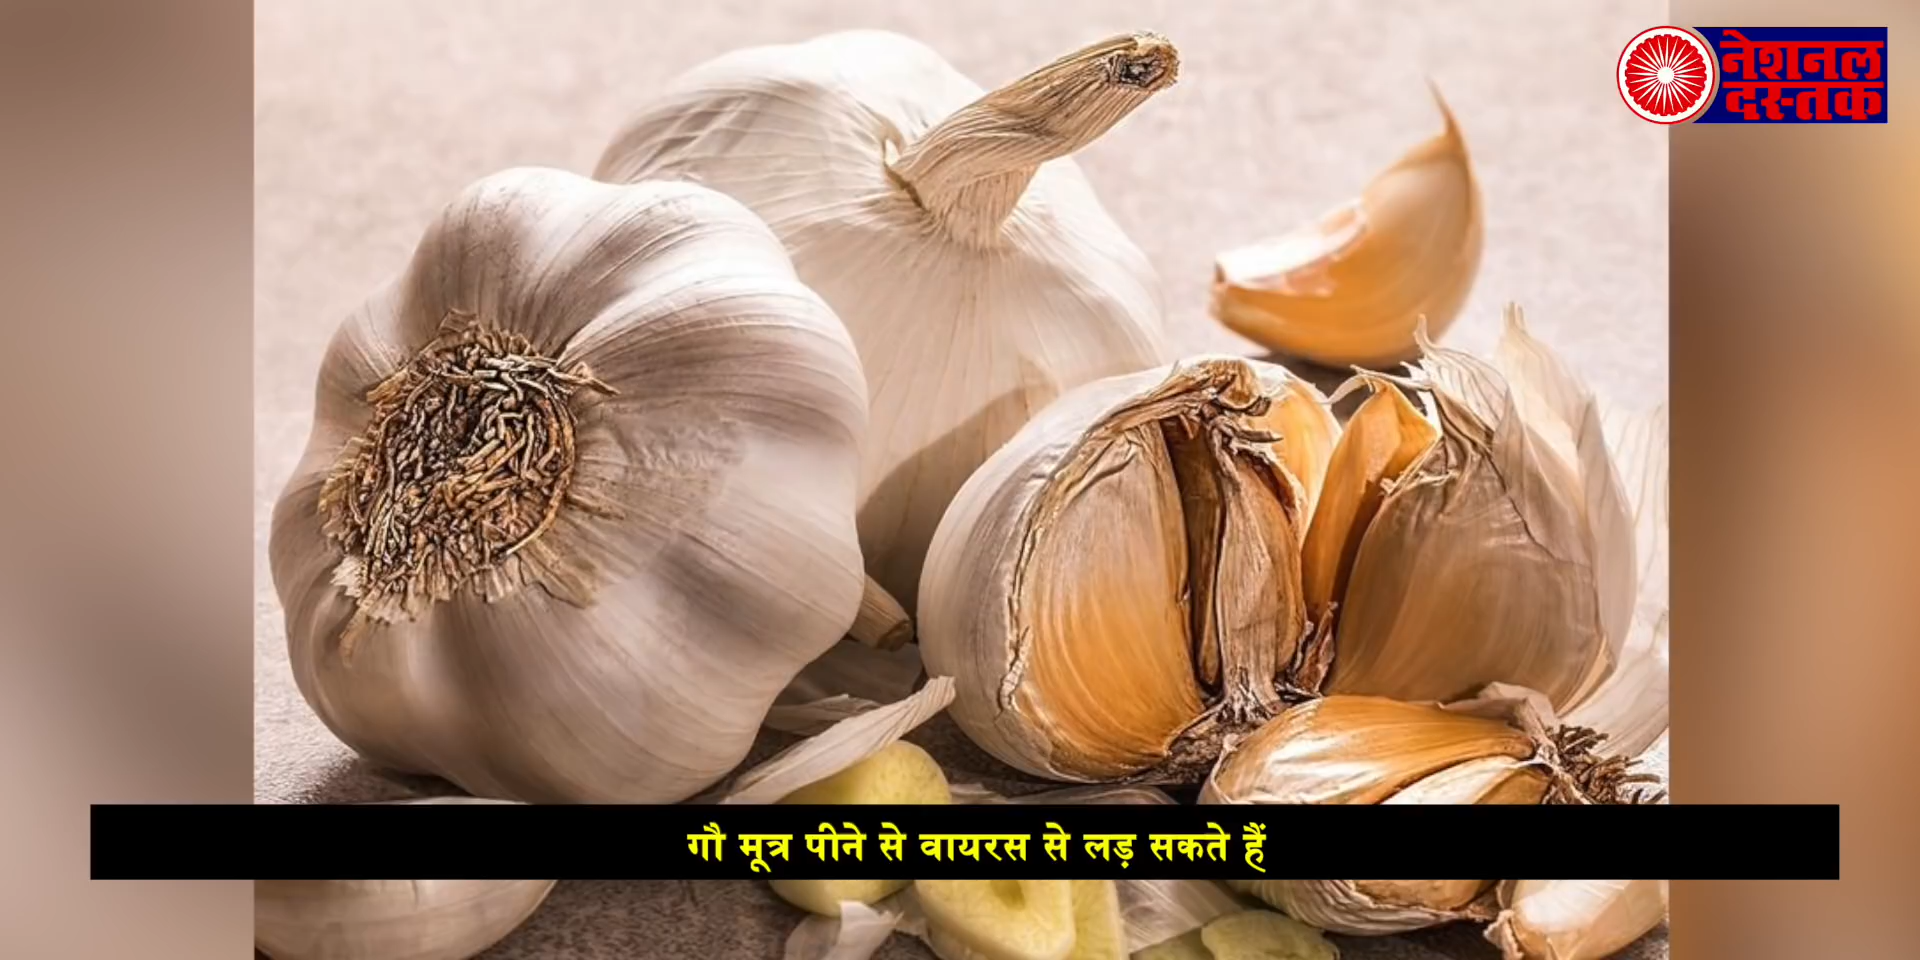 नेशनल
दस्तक
गौ मूत्र पीने से वायरस से लड़ सकते हैं